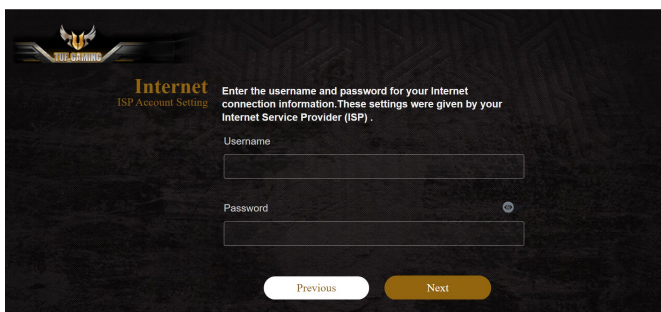 TUF GAMING
Internet
ISP Account Setting
Enter the username and password for your Internet
connection information.These settings were given by your
Internet Service Provider (ISP) .
Username
Password
Previous
Next